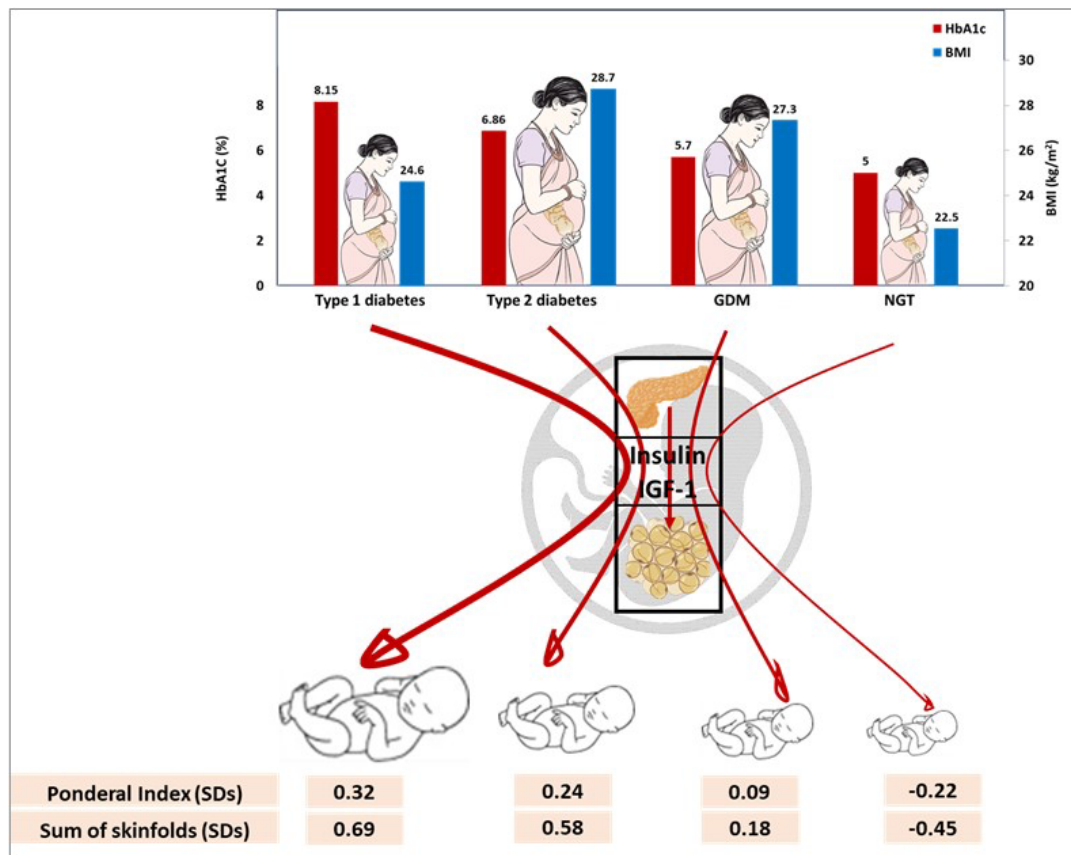 HbA1c
BMI
HbA1C (%)
8
6
4
2
0
BMI (kg/m²)
30
28
26
24
22
20
8.15
24.6
6.86
28.7
5.7
27.3
5
22.5
Type 1 diabetes
Type 2 diabetes
GDM
NGT
Insulin
IGF-1
Ponderal Index (SDs) 0.32 0.24 0.09 -0.22
Sum of skinfolds (SDs) 0.69 0.58 0.18 -0.45